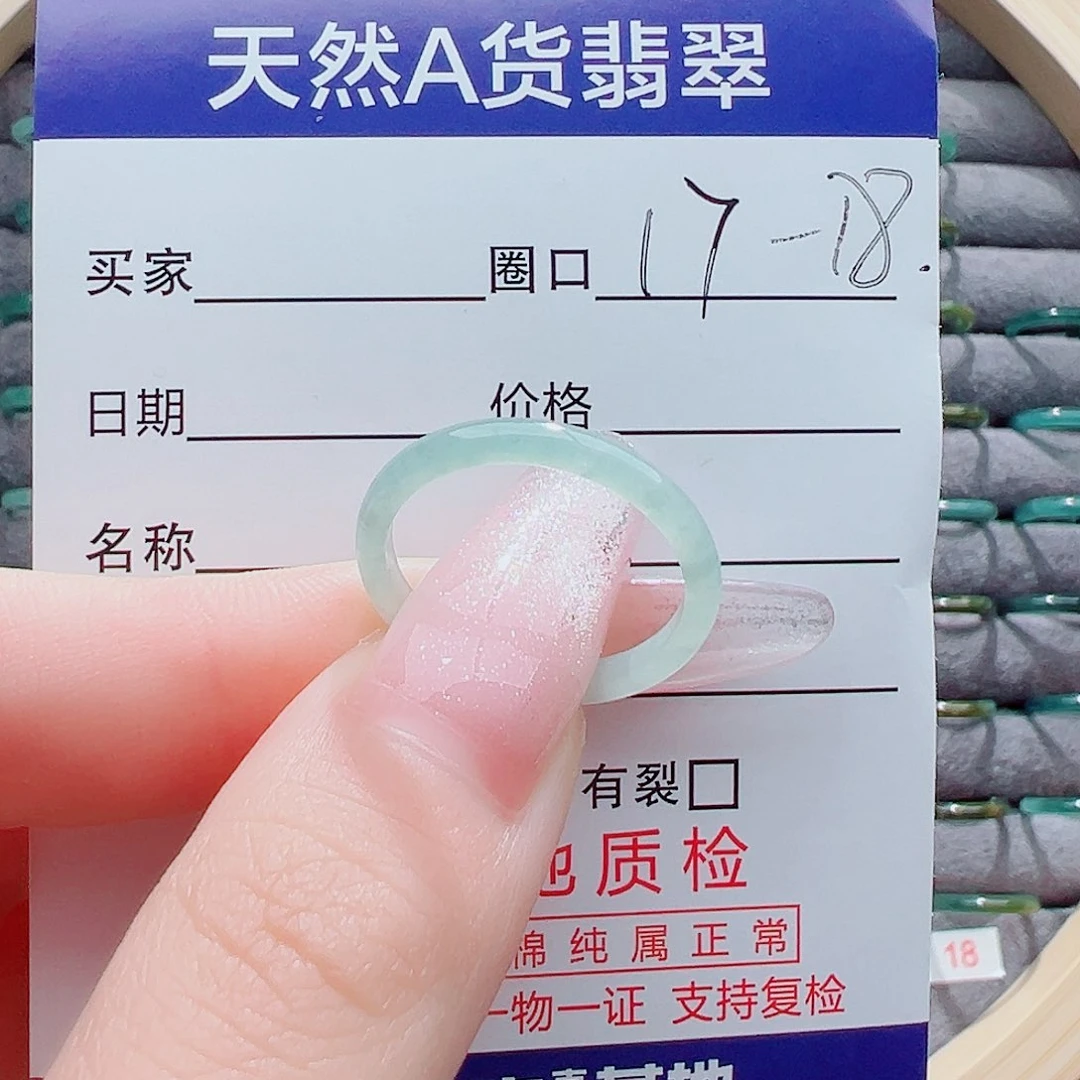 天然A货翡翠
买家 圈口 17-18.
日期 价格
名称
有裂
质检
棉纯属正常
一物一证 支持复检
18